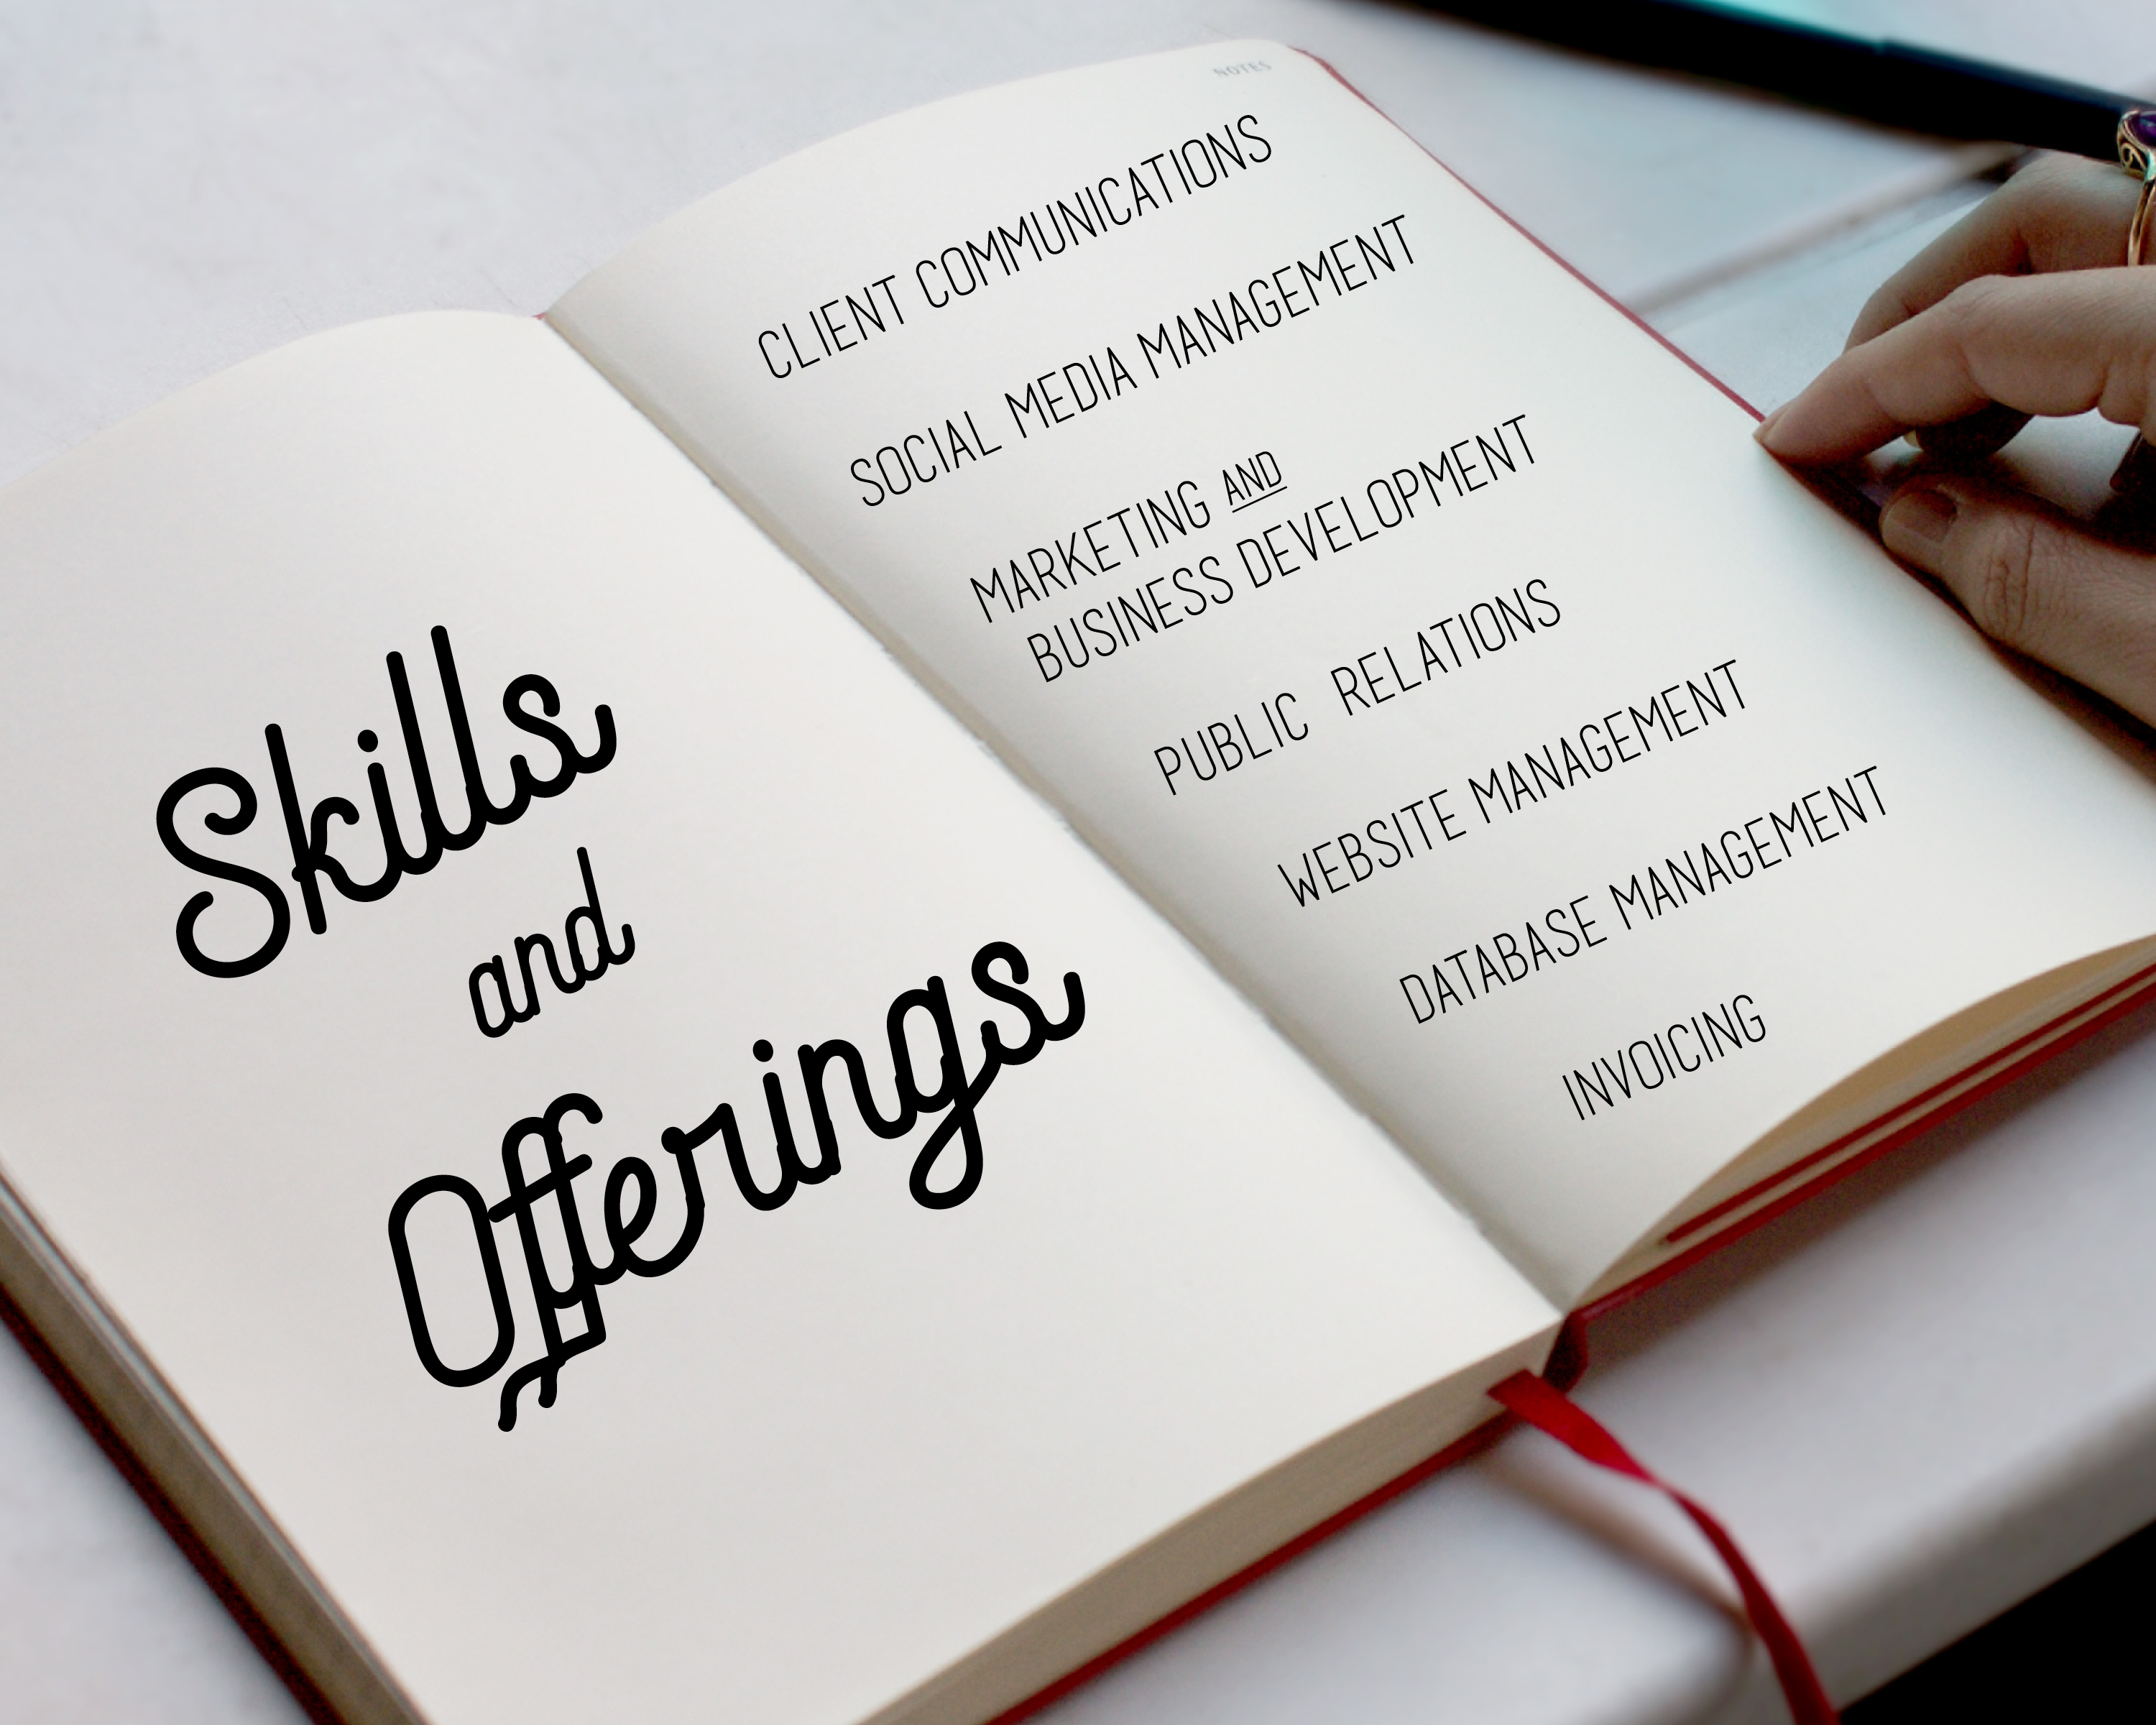 Skills
and
Offerings
NOTES
CLIENT COMMUNICATIONS
SOCIAL MEDIA MANAGEMENT
MARKETING AND
BUSINESS DEVELOPMENT
PUBLIC RELATIONS
WEBSITE MANAGEMENT
DATABASE MANAGEMENT
INVOICING